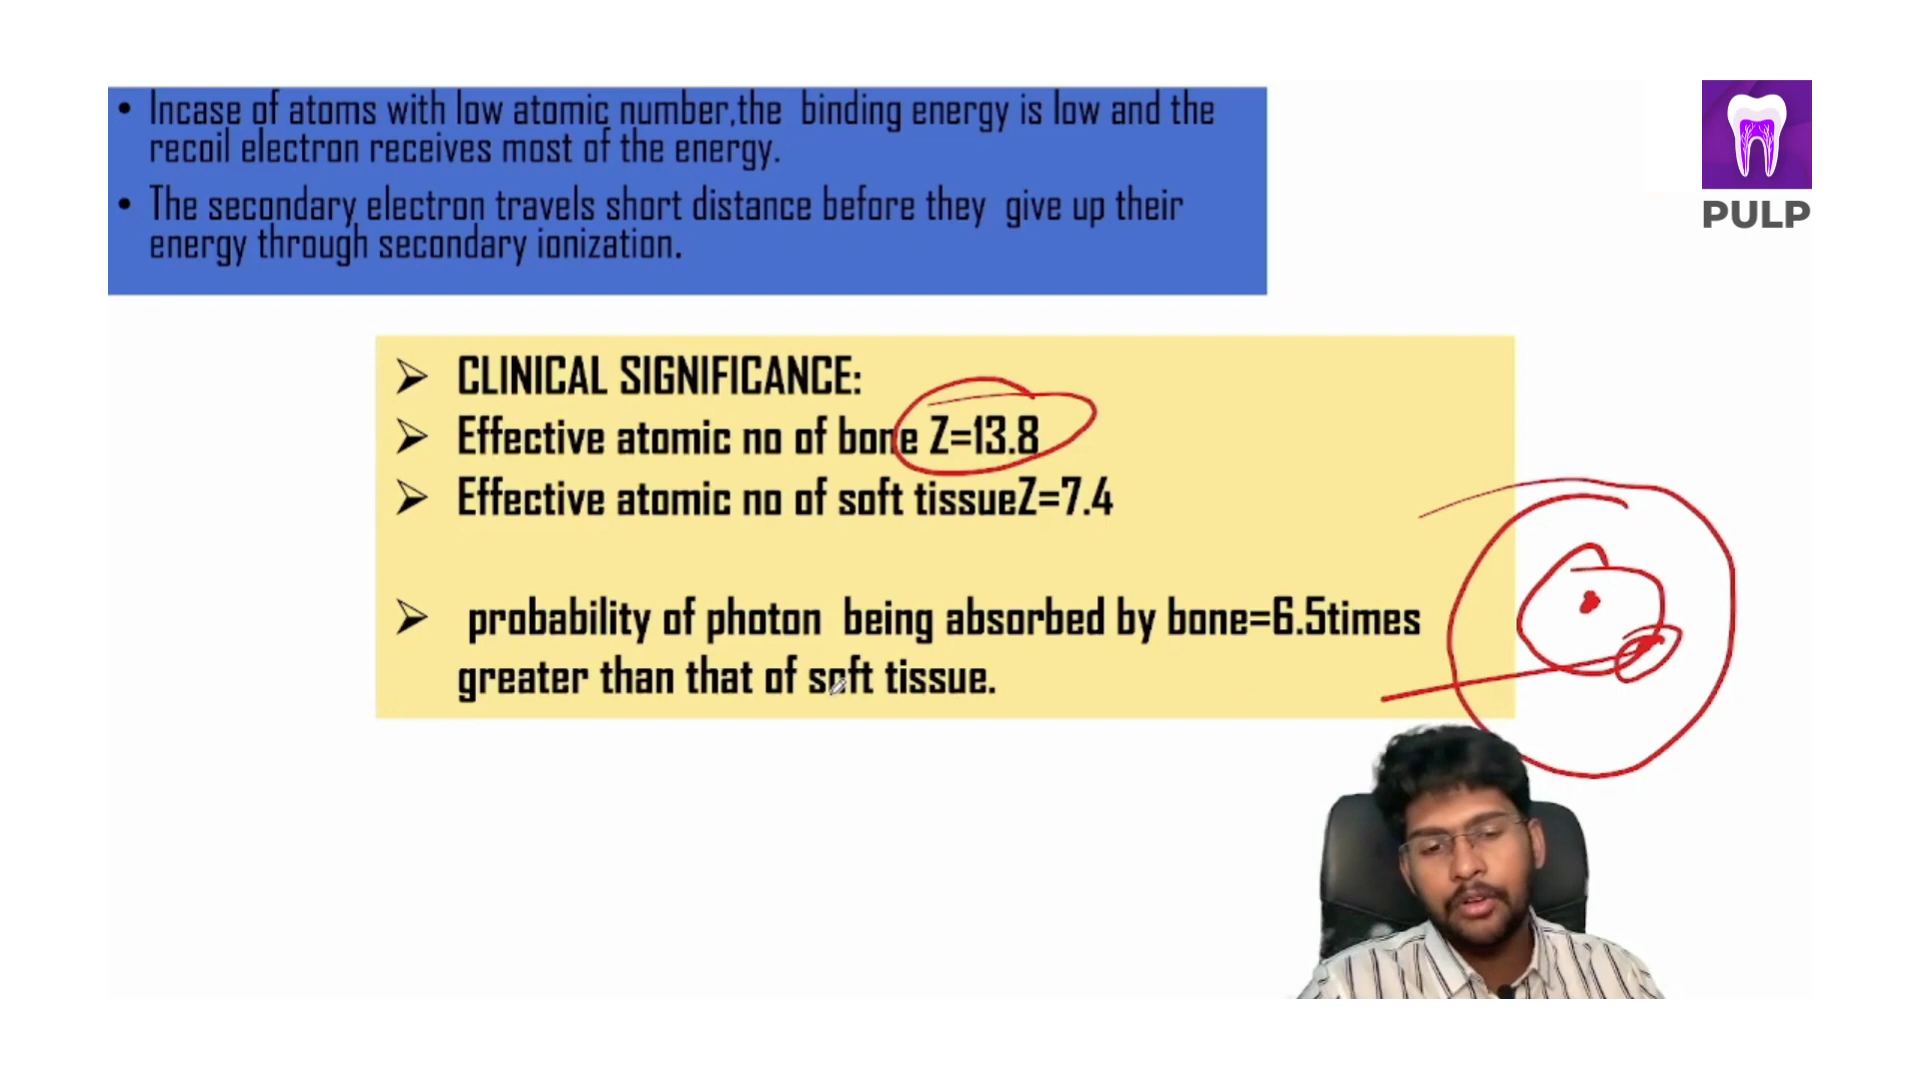 • Incase of atoms with low atomic number,the binding energy is low and the
recoil electron receives most of the energy.
• The secondary electron travels short distance before they give up their
energy through secondary ionization.
PULP
➢ CLINICAL SIGNIFICANCE:
➢ Effective atomic no of bone Z=13.8
➢ Effective atomic no of soft tissueZ=7.4
➢ probability of photon being absorbed by bone=6.5times
greater than that of soft tissue.